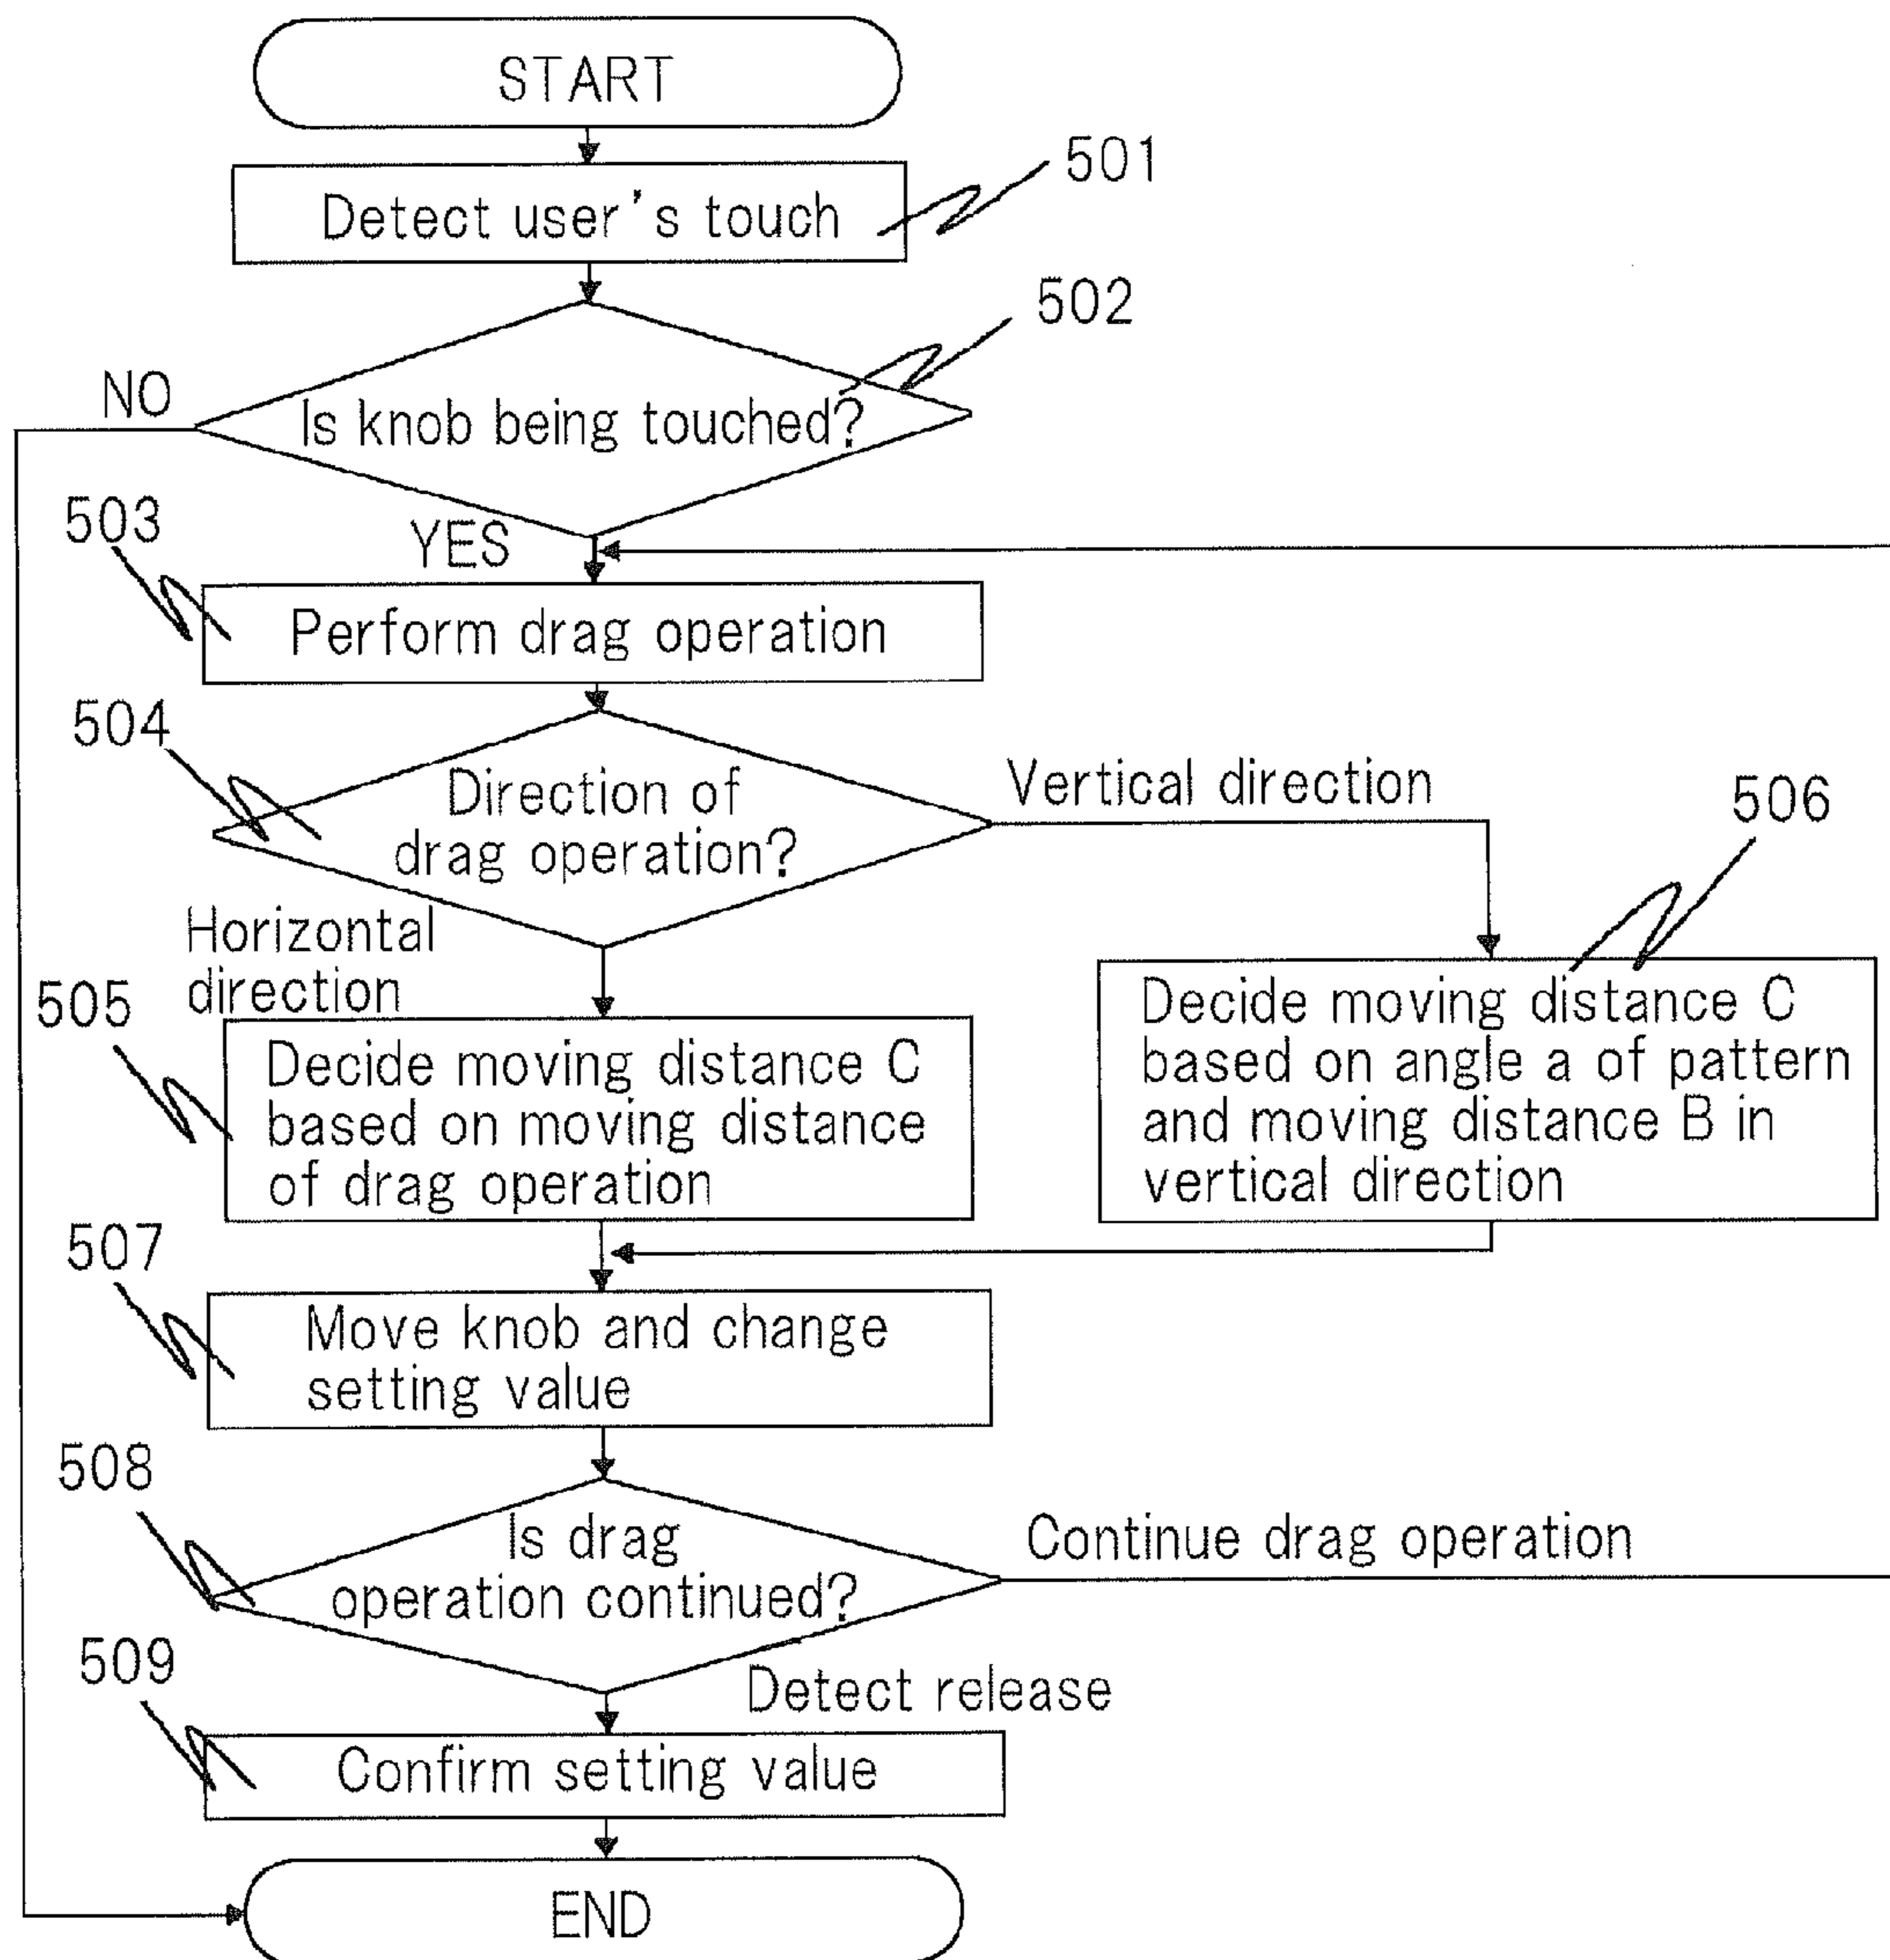 START
501
Detect user's touch
502
NO
Is knob being touched?
503
YES
Perform drag operation
504
Direction of
drag operation?
Vertical direction
506
Horizontal
direction
505
Decide moving distance C
based on moving distance
of drag operation
Decide moving distance C
based on angle a of pattern
and moving distance B in
vertical direction
507
Move knob and change
setting value
508
Is drag
operation continued?
Continue drag operation
509
Detect release
Confirm setting value
END